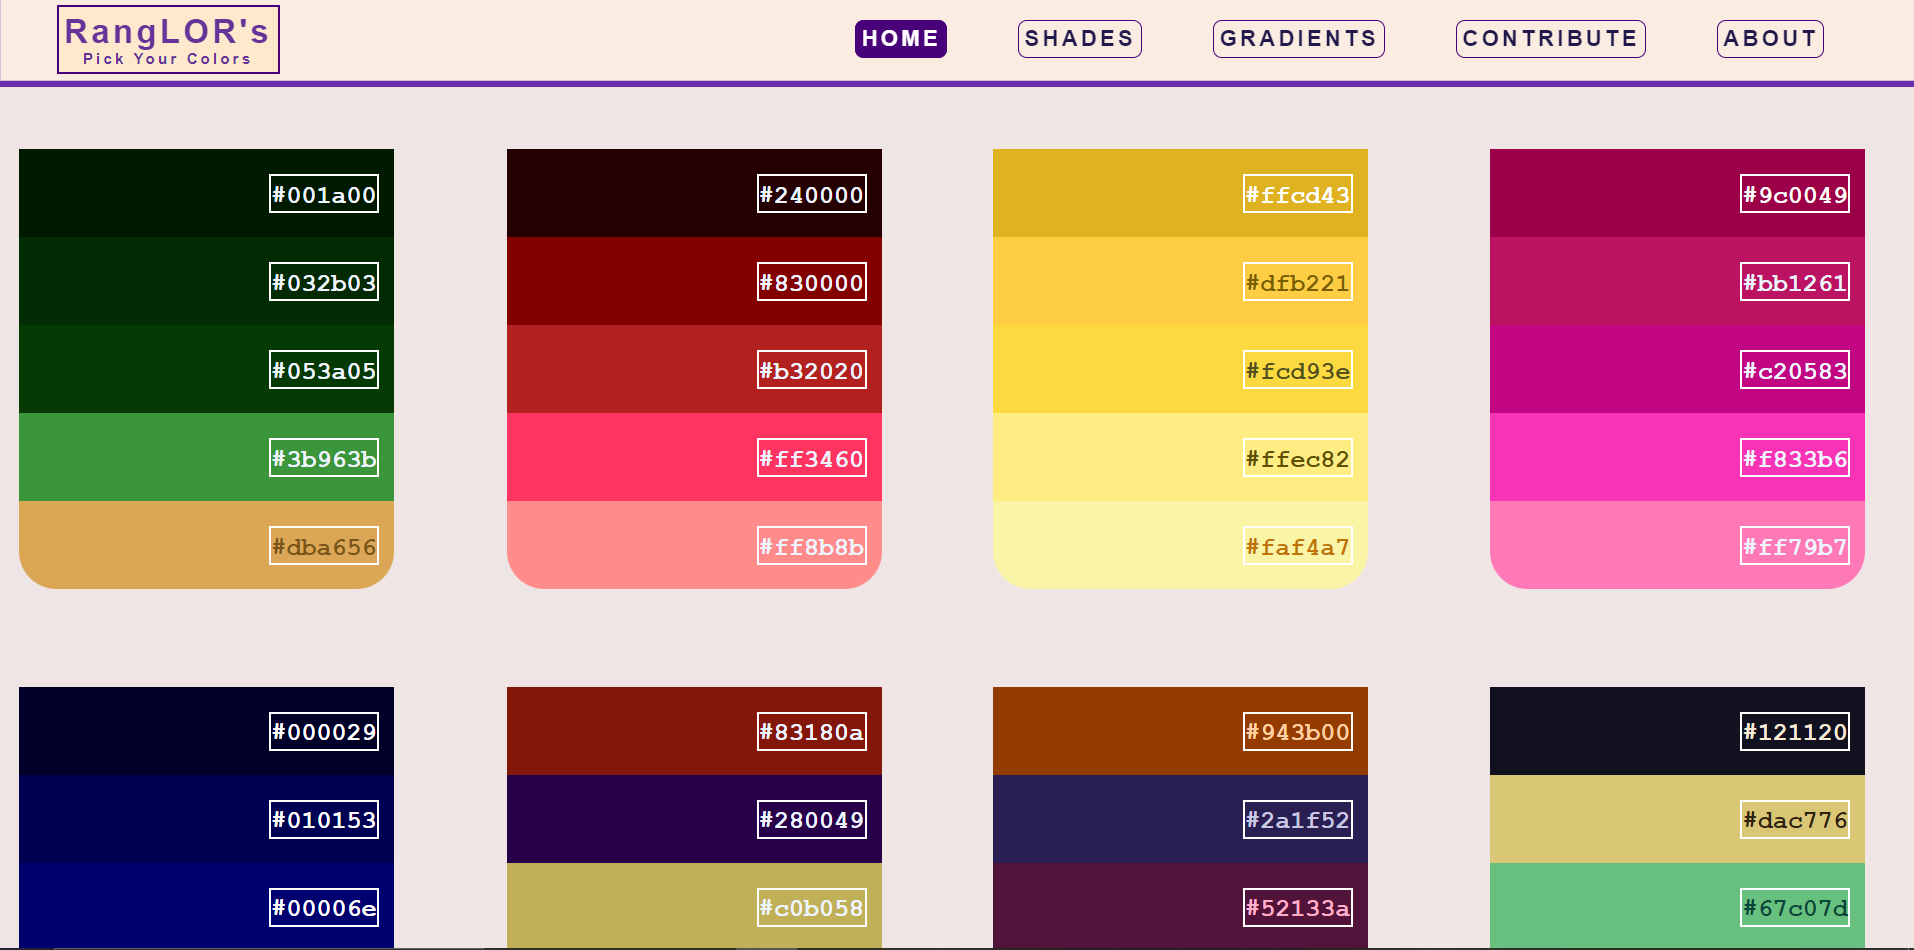 RangLOR's
Pick Your Colors
HOME
SHADES
GRADIENTS
CONTRIBUTE
ABOUT
#001a00
#032b03
#053a05
#3b963b
#dba656
#240000
#830000
#b32020
#ff3460
#ff8b8b
#ffcd43
#dfb221
#fcd93e
#ffec82
#faf4a7
#9c0049
#bb1261
#c20583
#f833b6
#ff79b7
#000029
#010153
#00006e
#83180a
#280049
#c0b058
#943b00
#2a1f52
#52133a
#121120
#dac776
#67c07d